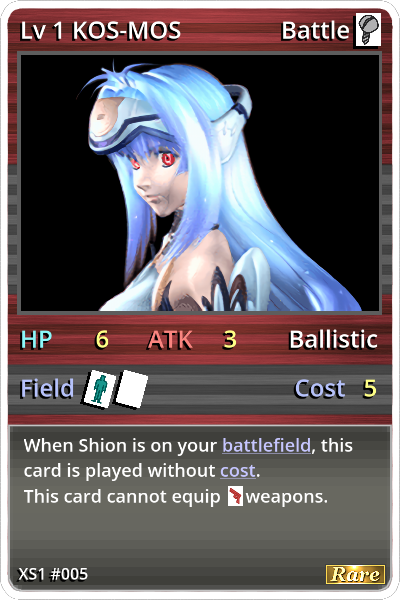 Lv 1 KOS-MOS Battle
HP 6 ATK 3 Ballistic
Field Cost 5
When Shion is on your battlefield, this
card is played without cost.
This card cannot equip weapons.
XS1 #005 Rare